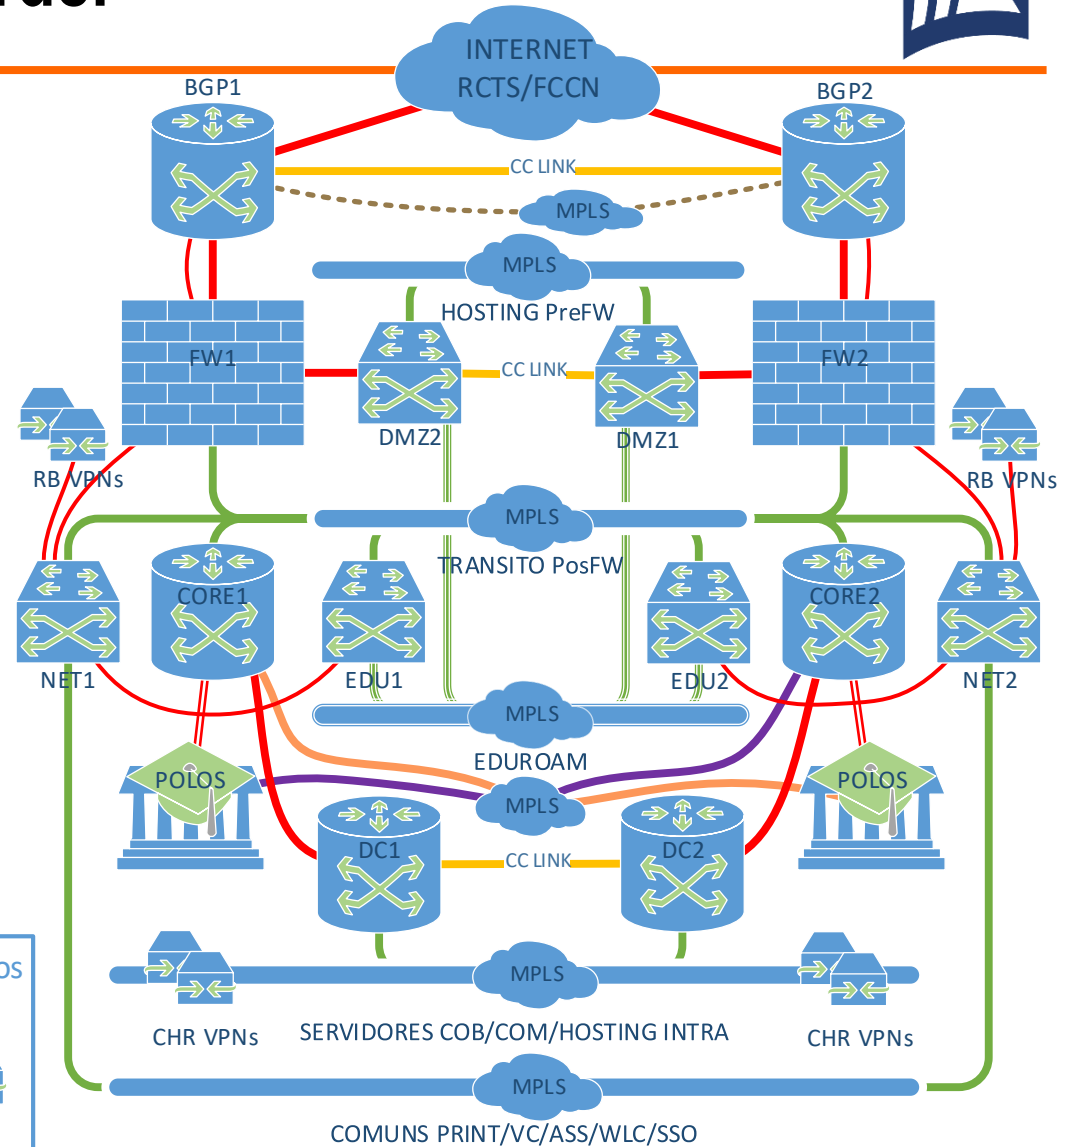 INTERNET
RCTS/FCCN
BGP1
BGP2
CC LINK
MPLS
MPLS
HOSTING PreFW
FW1
FW2
CC LINK
DMZ2
DMZ1
RB VPNs
RB VPNs
MPLS
TRANSITO PosFW
CORE1
CORE2
NET1
EDU1
EDU2
NET2
MPLS
EDUROAM
POLOS
POLOS
MPLS
DC1
DC2
CC LINK
OS
MPLS
CHR VPNs
SERVIDORES COB/COM/HOSTING INTRA
CHR VPNs
MPLS
COMUNS PRINT/VC/ASS/WLC/SSO